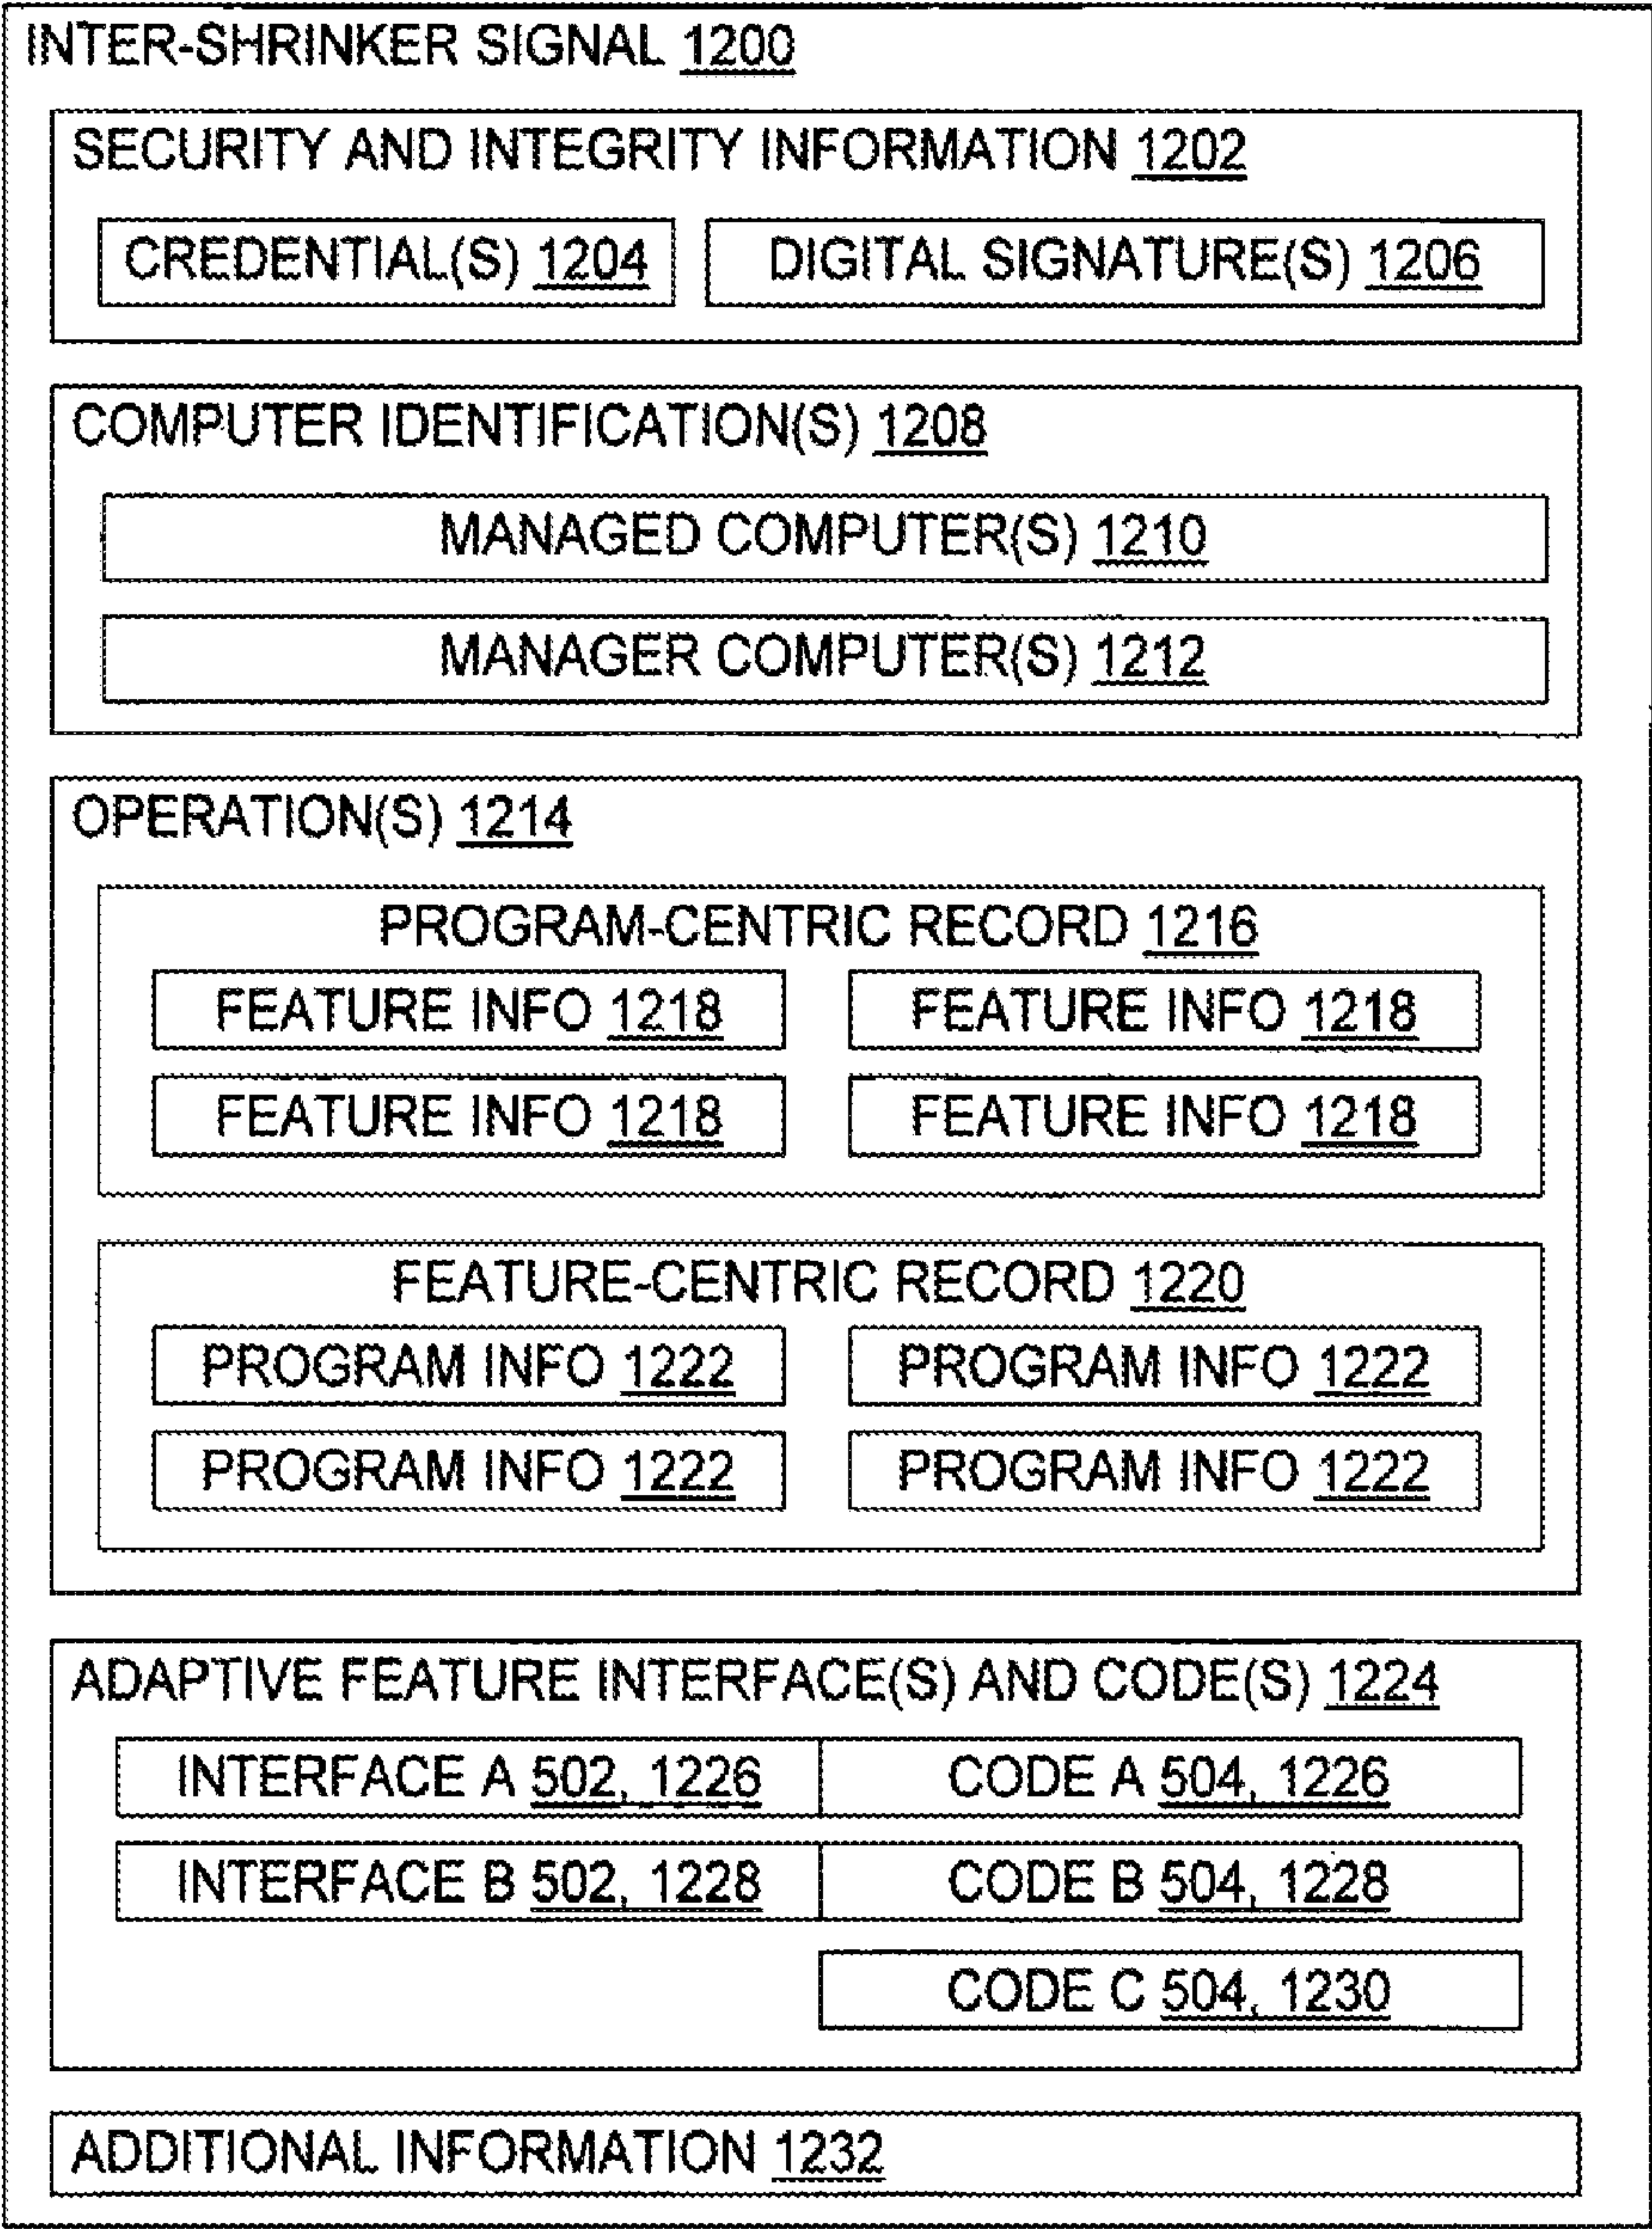 INTER-SHRINKER SIGNAL 1200
SECURITY AND INTEGRITY INFORMATION 1202
CREDENTIAL(S) 1204 DIGITAL SIGNATURE(S) 1206
COMPUTER IDENTIFICATION(S) 1208
MANAGED COMPUTER(S) 1210
MANAGER COMPUTER(S) 1212
OPERATION(S) 1214
PROGRAM-CENTRIC RECORD 1216
FEATURE INFO 1218 FEATURE INFO 1218
FEATURE INFO 1218 FEATURE INFO 1218
FEATURE-CENTRIC RECORD 1220
PROGRAM INFO 1222 PROGRAM INFO 1222
PROGRAM INFO 1222 PROGRAM INFO 1222
ADAPTIVE FEATURE INTERFACE(S) AND CODE(S) 1224
INTERFACE A 502, 1226 CODE A 504, 1226
INTERFACE B 502, 1228 CODE B 504, 1228
CODE C 504, 1230
ADDITIONAL INFORMATION 1232